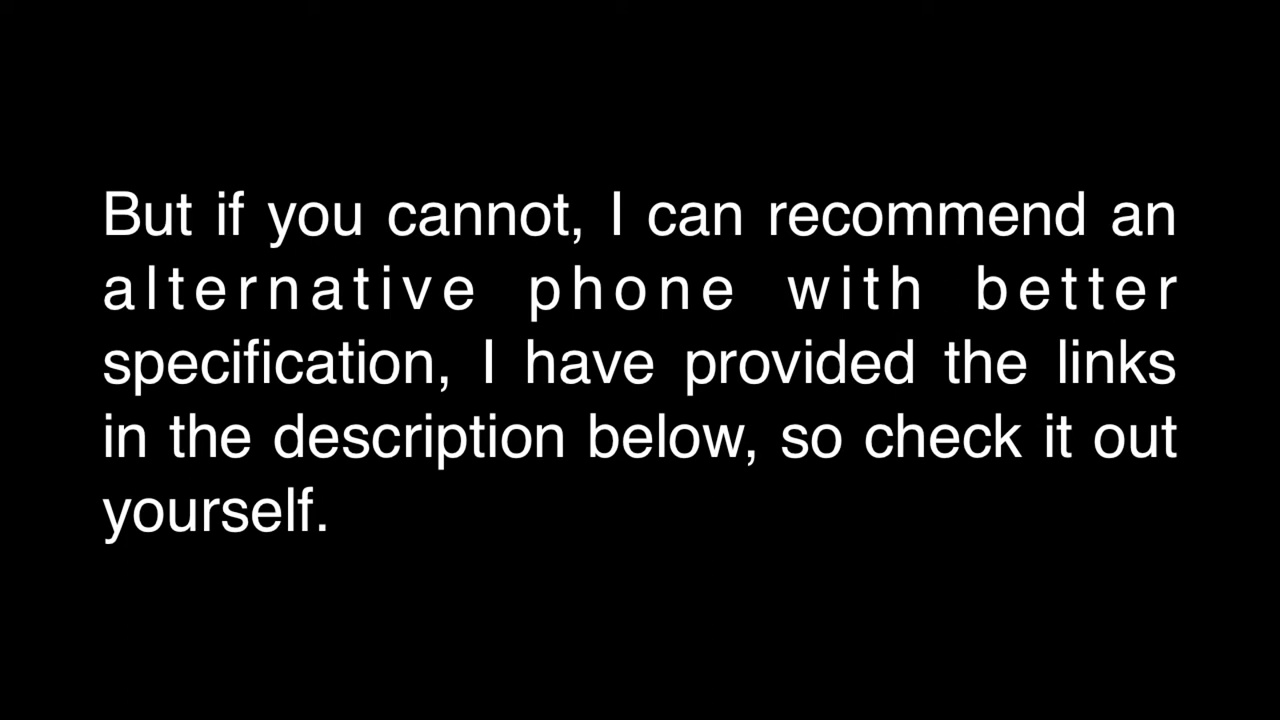 But if you cannot, I can recommend an
alternative phone with better
specification, I have provided the links
in the description below, so check it out
yourself.